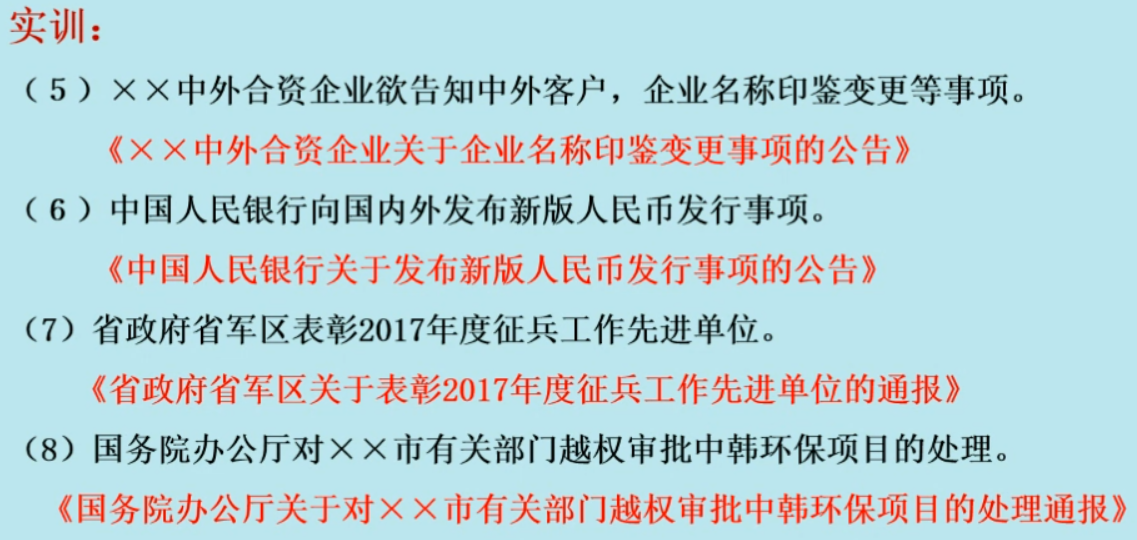 实训：
（5）××中外合资企业欲告知中外客户，企业名称印鉴变更等事项。
《××中外合资企业关于企业名称印鉴变更事项的公告》
（6）中国人民银行向国内外发布新版人民币发行事项。
《中国人民银行关于发布新版人民币发行事项的公告》
（7）省政府省军区表彰2017年度征兵工作先进单位。
《省政府省军区关于表彰2017年度征兵工作先进单位的通报》
（8）国务院办公厅对××市有关部门越权审批中韩环保项目的处理。
《国务院办公厅关于对××市有关部门越权审批中韩环保项目的处理通报》